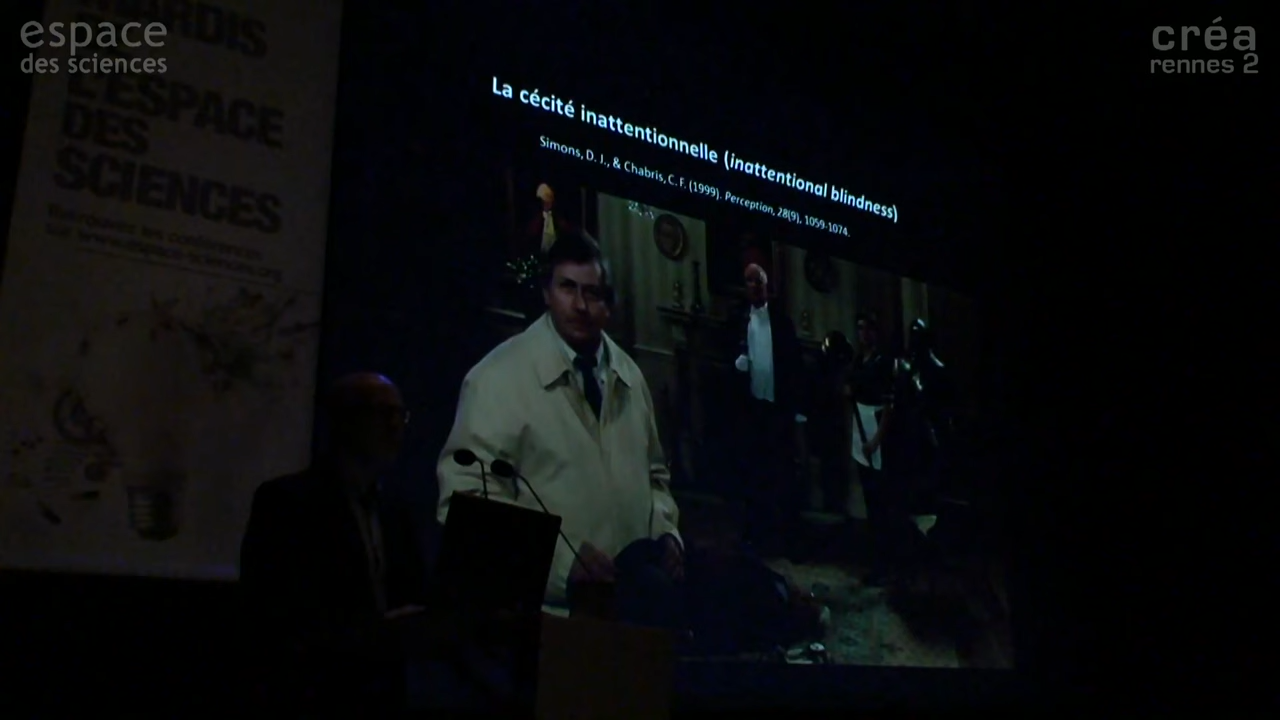 espace
des sciences
créa
rennes 2
MARDIS
L'ESPACE
DES
SCIENCES
La cécité inattentionnelle (inattentional blindness)
Simons, D. J., & Chabris, C. F. (1999). Perception, 28(9), 1059-1074.